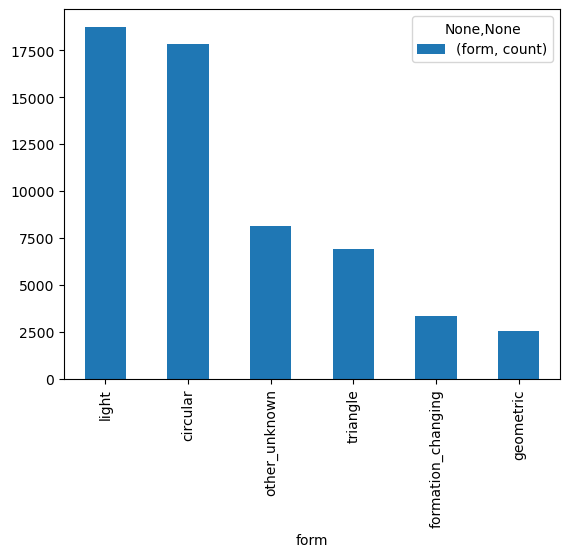 None,None
(form, count)
17500
15000
12500
10000
7500
5000
2500
0
light
circular
other_unknown
triangle
formation_changing
geometric
form